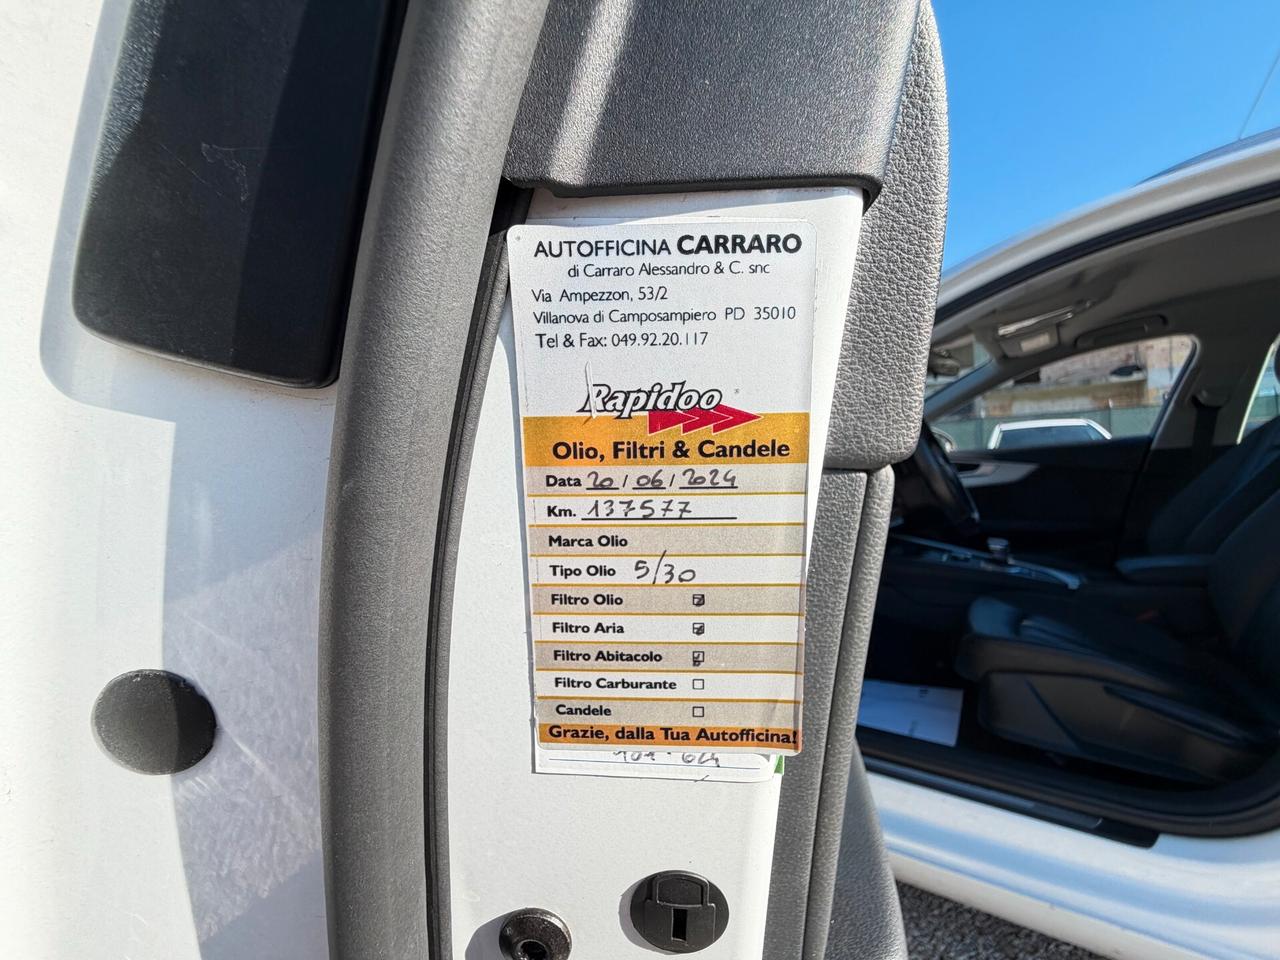 AUTOFFICINA CARRARO
di Carraro Alessandro & C. snc
Via Ampezzon, 53/2
Villanova di Camposampiero PD 35010
Tel & Fax: 049.92.20.117
Rapidoo
Olio, Filtri & Candele
Data 20/06/2024
Km. 137577
Marca Olio
Tipo Olio 5/30
Filtro Olio
Filtro Aria
Filtro Abitacolo
Filtro Carburante
Candele
Grazie, dalla Tua Autofficina!